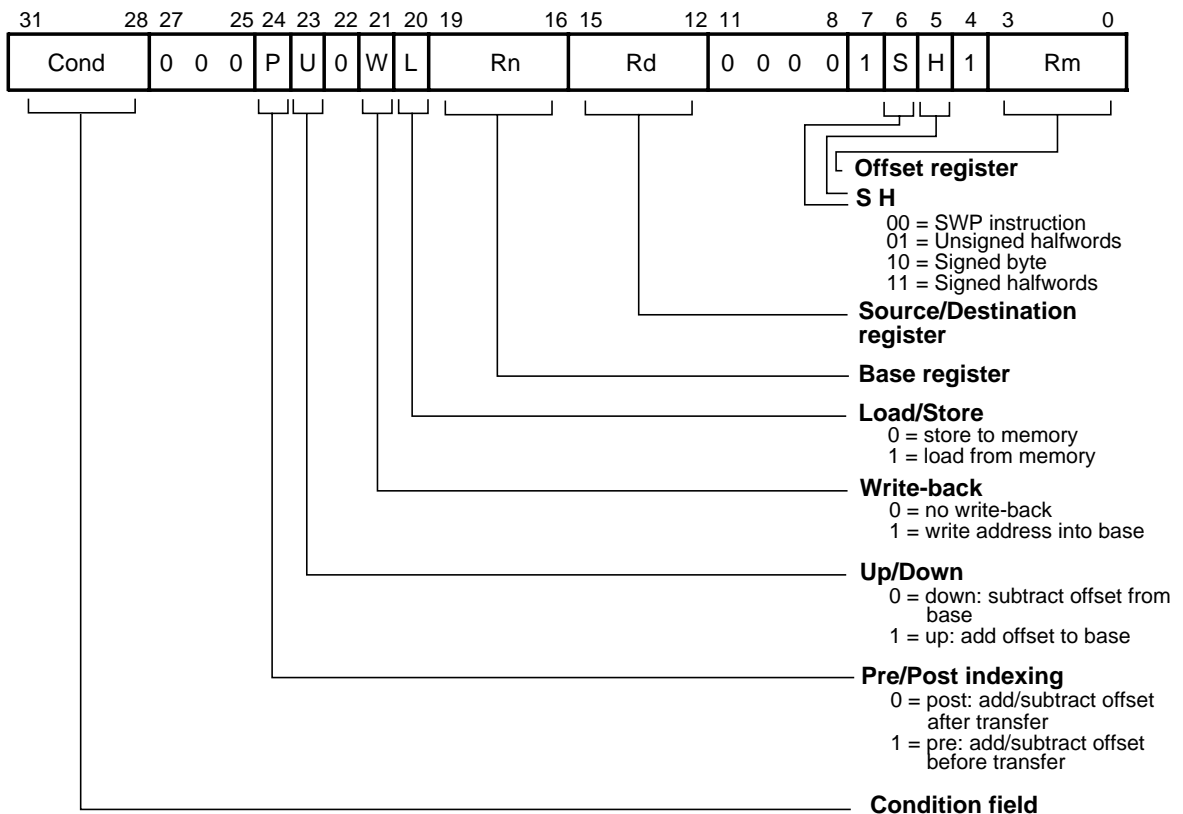 31 28 27 25 24 23 22 21 20 19 16 15 12 11 8 7 6 5 4 3 0
Cond 0 0 0 P U 0 W L Rn Rd 0 0 0 0 1 S H 1 Rm
Offset register
S H
00 = SWP instruction
01 = Unsigned halfwords
10 = Signed byte
11 = Signed halfwords
Source/Destination
register
Base register
Load/Store
0 = store to memory
1 = load from memory
Write-back
0 = no write-back
1 = write address into base
Up/Down
0 = down: subtract offset from
base
1 = up: add offset to base
Pre/Post indexing
0 = post: add/subtract offset
after transfer
1 = pre: add/subtract offset
before transfer
Condition field